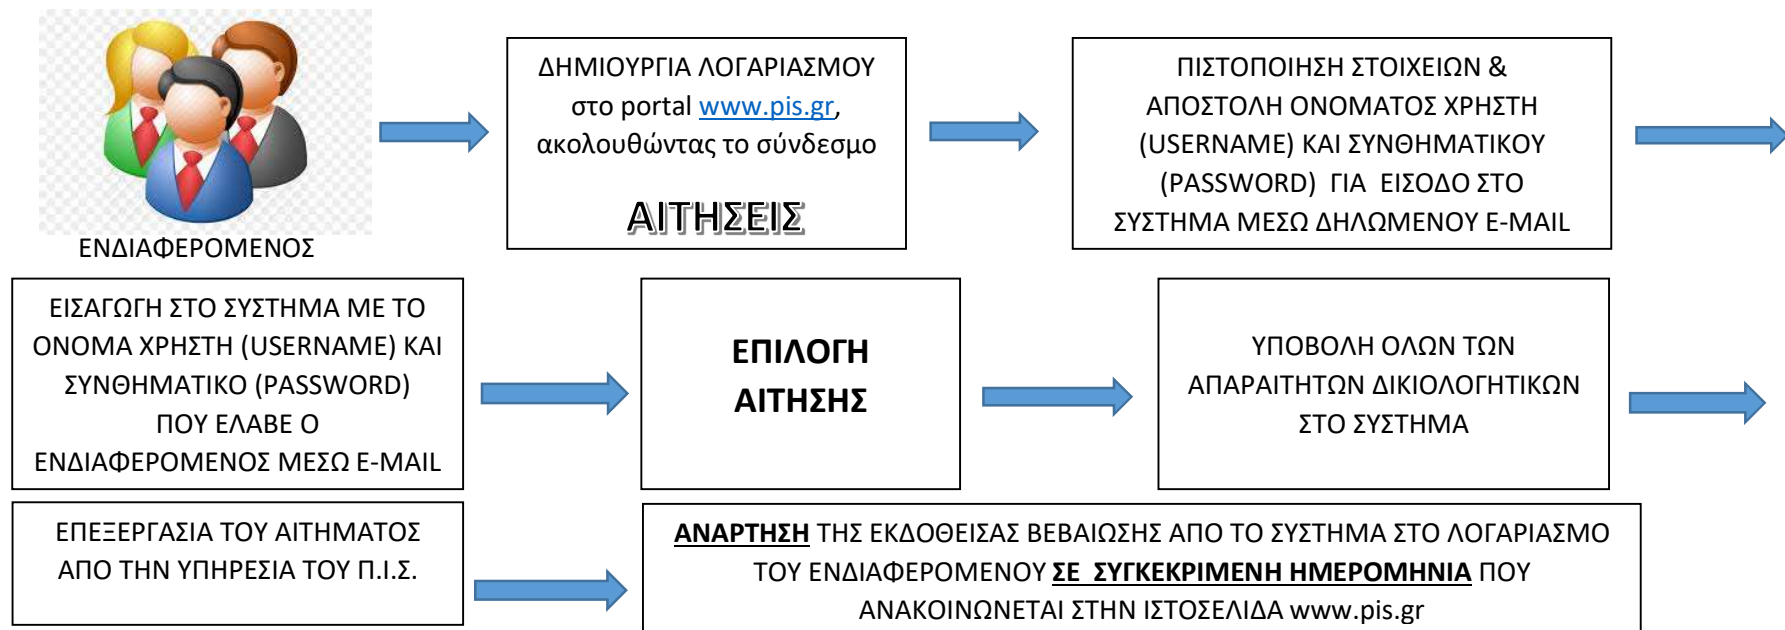 ΕΝΔΙΑΦΕΡΟΜΕΝΟΣ
ΔΗΜΙΟΥΡΓΙΑ ΛΟΓΑΡΙΑΣΜΟΥ
στο portal www.pis.gr,
ακολουθώντας το σύνδεσμο
ΑΙΤΗΣΕΙΣ
ΠΙΣΤΟΠΟΙΗΣΗ ΣΤΟΙΧΕΙΩΝ &
ΑΠΟΣΤΟΛΗ ΟΝΟΜΑΤΟΣ ΧΡΗΣΤΗ
(USERNAME) ΚΑΙ ΣΥΝΘΗΜΑΤΙΚΟΥ
(PASSWORD) ΓΙΑ ΕΙΣΟΔΟ ΣΤΟ
ΣΥΣΤΗΜΑ ΜΕΣΩ ΔΗΛΩΜΕΝΟΥ E-MAIL
ΕΙΣΑΓΩΓΗ ΣΤΟ ΣΥΣΤΗΜΑ ΜΕ ΤΟ
ΟΝΟΜΑ ΧΡΗΣΤΗ (USERNAME) ΚΑΙ
ΣΥΝΘΗΜΑΤΙΚΟ (PASSWORD)
ΠΟΥ ΕΛΑΒΕ Ο
ΕΝΔΙΑΦΕΡΟΜΕΝΟΣ ΜΕΣΩ E-MAIL
ΕΠΙΛΟΓΗ
ΑΙΤΗΣΗΣ
ΥΠΟΒΟΛΗ ΟΛΩΝ ΤΩΝ
ΑΠΑΡΑΙΤΗΤΩΝ ΔΙΚΙΟΛΟΓΗΤΙΚΩΝ
ΣΤΟ ΣΥΣΤΗΜΑ
ΕΠΕΞΕΡΓΑΣΙΑ ΤΟΥ ΑΙΤΗΜΑΤΟΣ
ΑΠΟ ΤΗΝ ΥΠΗΡΕΣΙΑ ΤΟΥ Π.Ι.Σ.
ΑΝΑΡΤΗΣΗ ΤΗΣ ΕΚΔΟΘΕΙΣΑΣ ΒΕΒΑΙΩΣΗΣ ΑΠΟ ΤΟ ΣΥΣΤΗΜΑ ΣΤΟ ΛΟΓΑΡΙΑΣΜΟ
ΤΟΥ ΕΝΔΙΑΦΕΡΟΜΕΝΟΥ ΣΕ ΣΥΓΚΕΚΡΙΜΕΝΗ ΗΜΕΡΟΜΗΝΙΑ ΠΟΥ
ΑΝΑΚΟΙΝΩΝΕΤΑΙ ΣΤΗΝ ΙΣΤΟΣΕΛΙΔΑ www.pis.gr